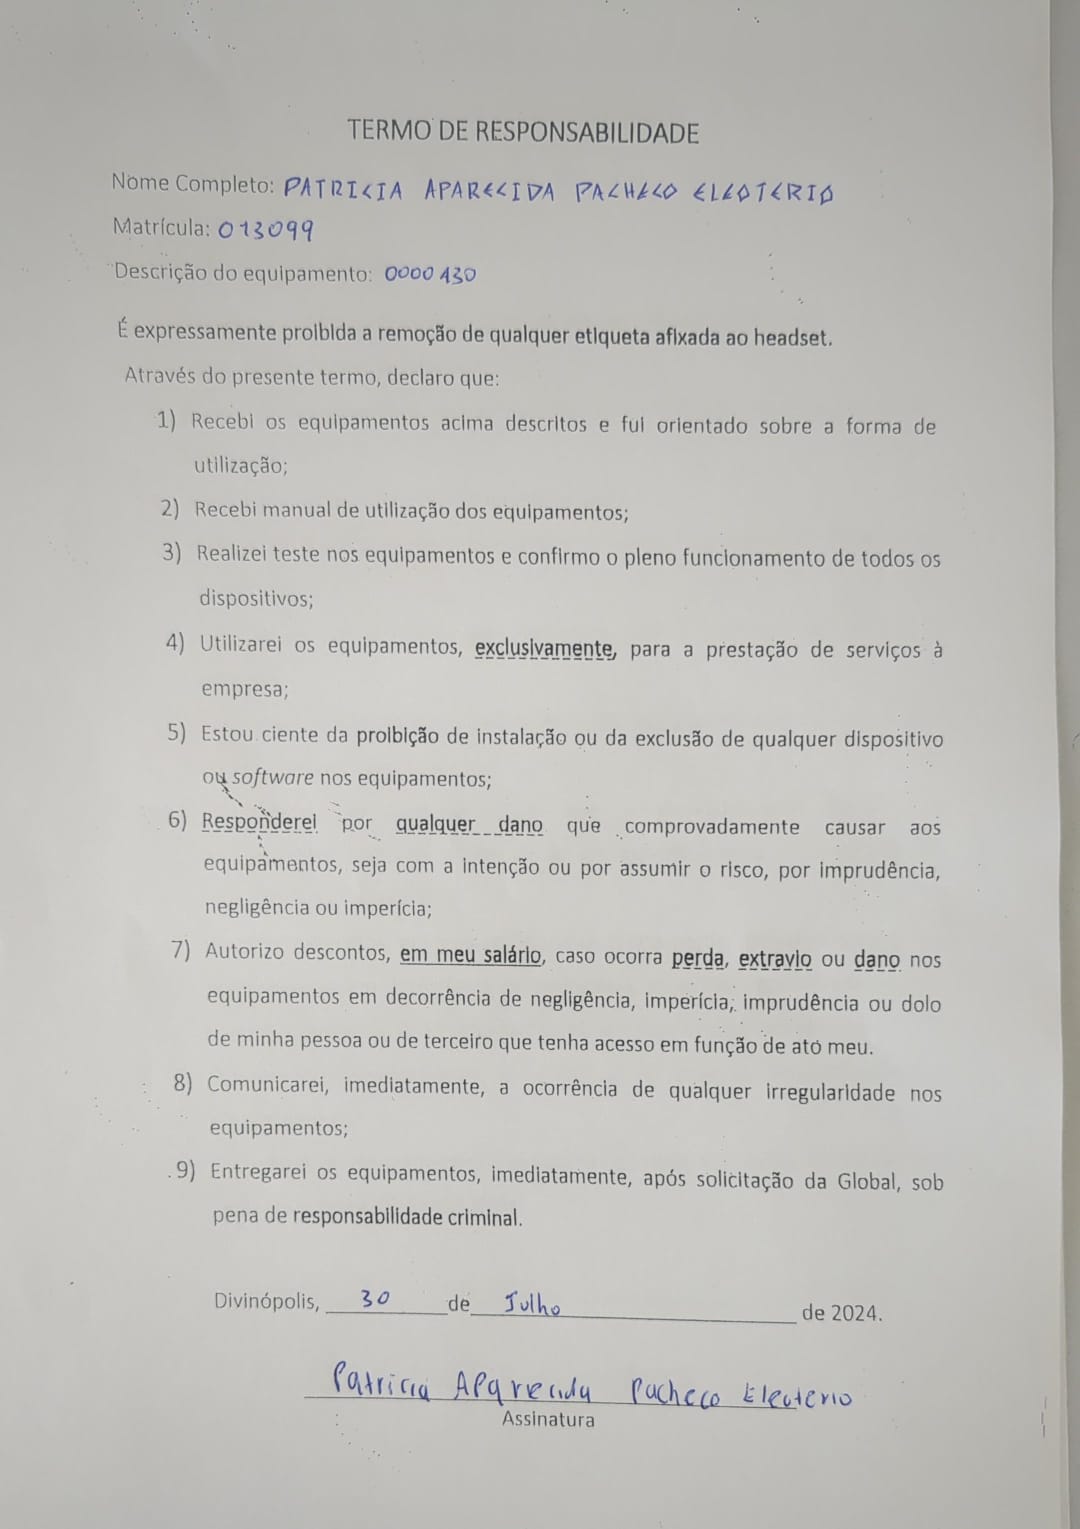 TERMO DE RESPONSABILIDADE
Nome Completo: PATRICIA APARECIDA PACHECO ELEOTERIO
Matrícula: 013099
Descrição do equipamento: 0000430
É expressamente proibida a remoção de qualquer etiqueta afixada ao headset.
Através do presente termo, declaro que:
1) Recebi os equipamentos acima descritos e fui orientado sobre a forma de
utilização;
2) Recebi manual de utilização dos equipamentos;
3) Realizei teste nos equipamentos e confirmo o pleno funcionamento de todos os
dispositivos;
4) Utilizarei os equipamentos, exclusivamente, para a prestação de serviços à
empresa;
5) Estou ciente da proibição de instalação ou da exclusão de qualquer dispositivo
ou software nos equipamentos;
6) Responderei por qualquer dano que comprovadamente causar aos
equipamentos, seja com a intenção ou por assumir o risco, por imprudência,
negligência ou imperícia;
7) Autorizo descontos, em meu salário, caso ocorra perda, extravio ou dano nos
equipamentos em decorrência de negligência, imperícia, imprudência ou dolo
de minha pessoa ou de terceiro que tenha acesso em função de ato meu.
8) Comunicarei, imediatamente, a ocorrência de qualquer irregularidade nos
equipamentos;
9) Entregarei os equipamentos, imediatamente, após solicitação da Global, sob
pena de responsabilidade criminal.
Divinópolis, 30 de Julho de 2024.
Patricia Aparecida Pacheco Eleoterio
Assinatura